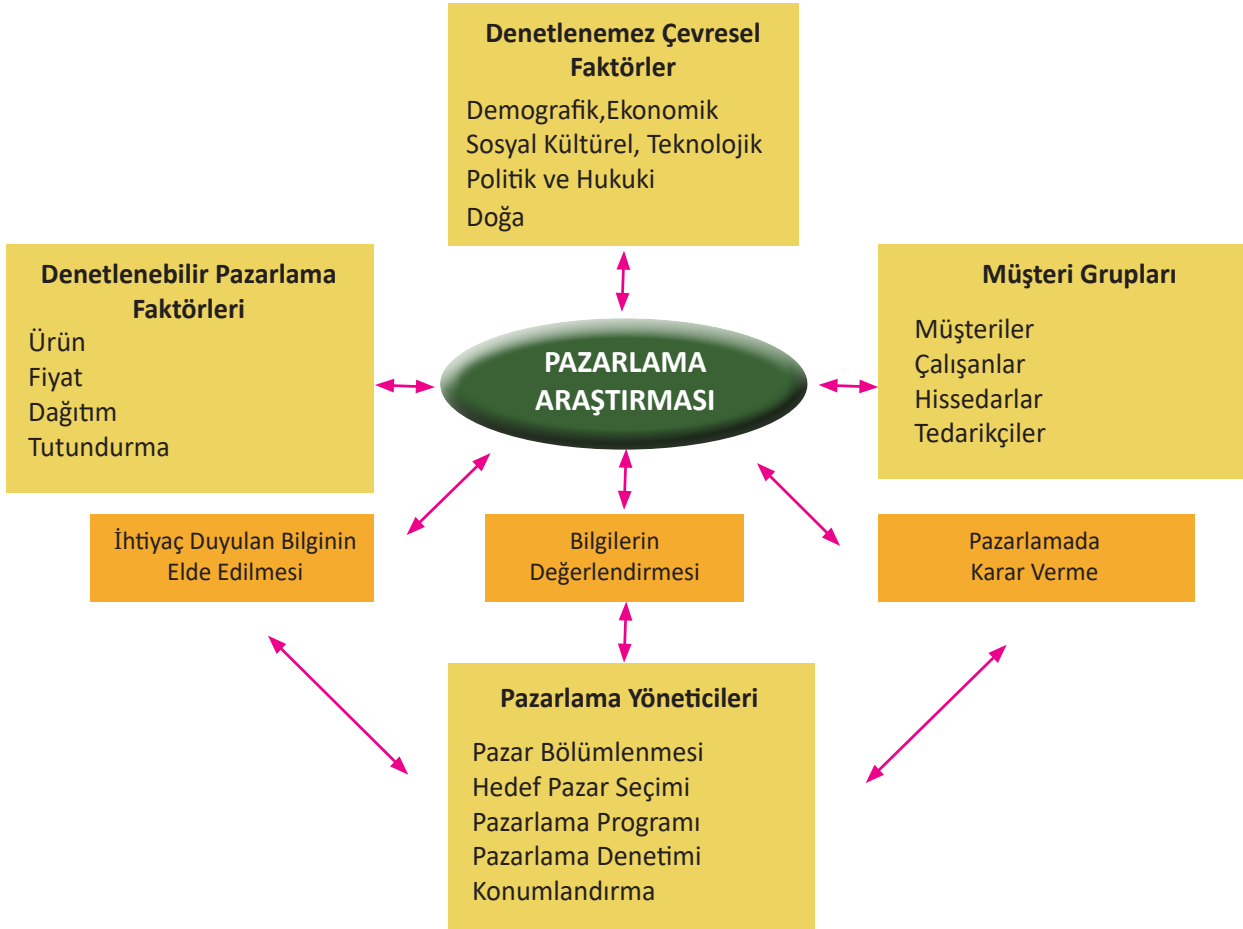 Denetlenemez Çevresel
Faktörler
Demografik,Ekonomik
Sosyal Kültürel, Teknolojik
Politik ve Hukuki
Doğa
Denetlenebilir Pazarlama
Faktörleri
Ürün
Fiyat
Dağıtım
Tutundurma
PAZARLAMA
ARAŞTIRMASI
Müşteri Grupları
Müşteriler
Çalışanlar
Hissedarlar
Tedarikçiler
İhtiyaç Duyulan Bilginin
Elde Edilmesi
Bilgilerin
Değerlendirmesi
Pazarlamada
Karar Verme
Pazarlama Yöneticileri
Pazar Bölümlenmesi
Hedef Pazar Seçimi
Pazarlama Programı
Pazarlama Denetimi
Konumlandırma